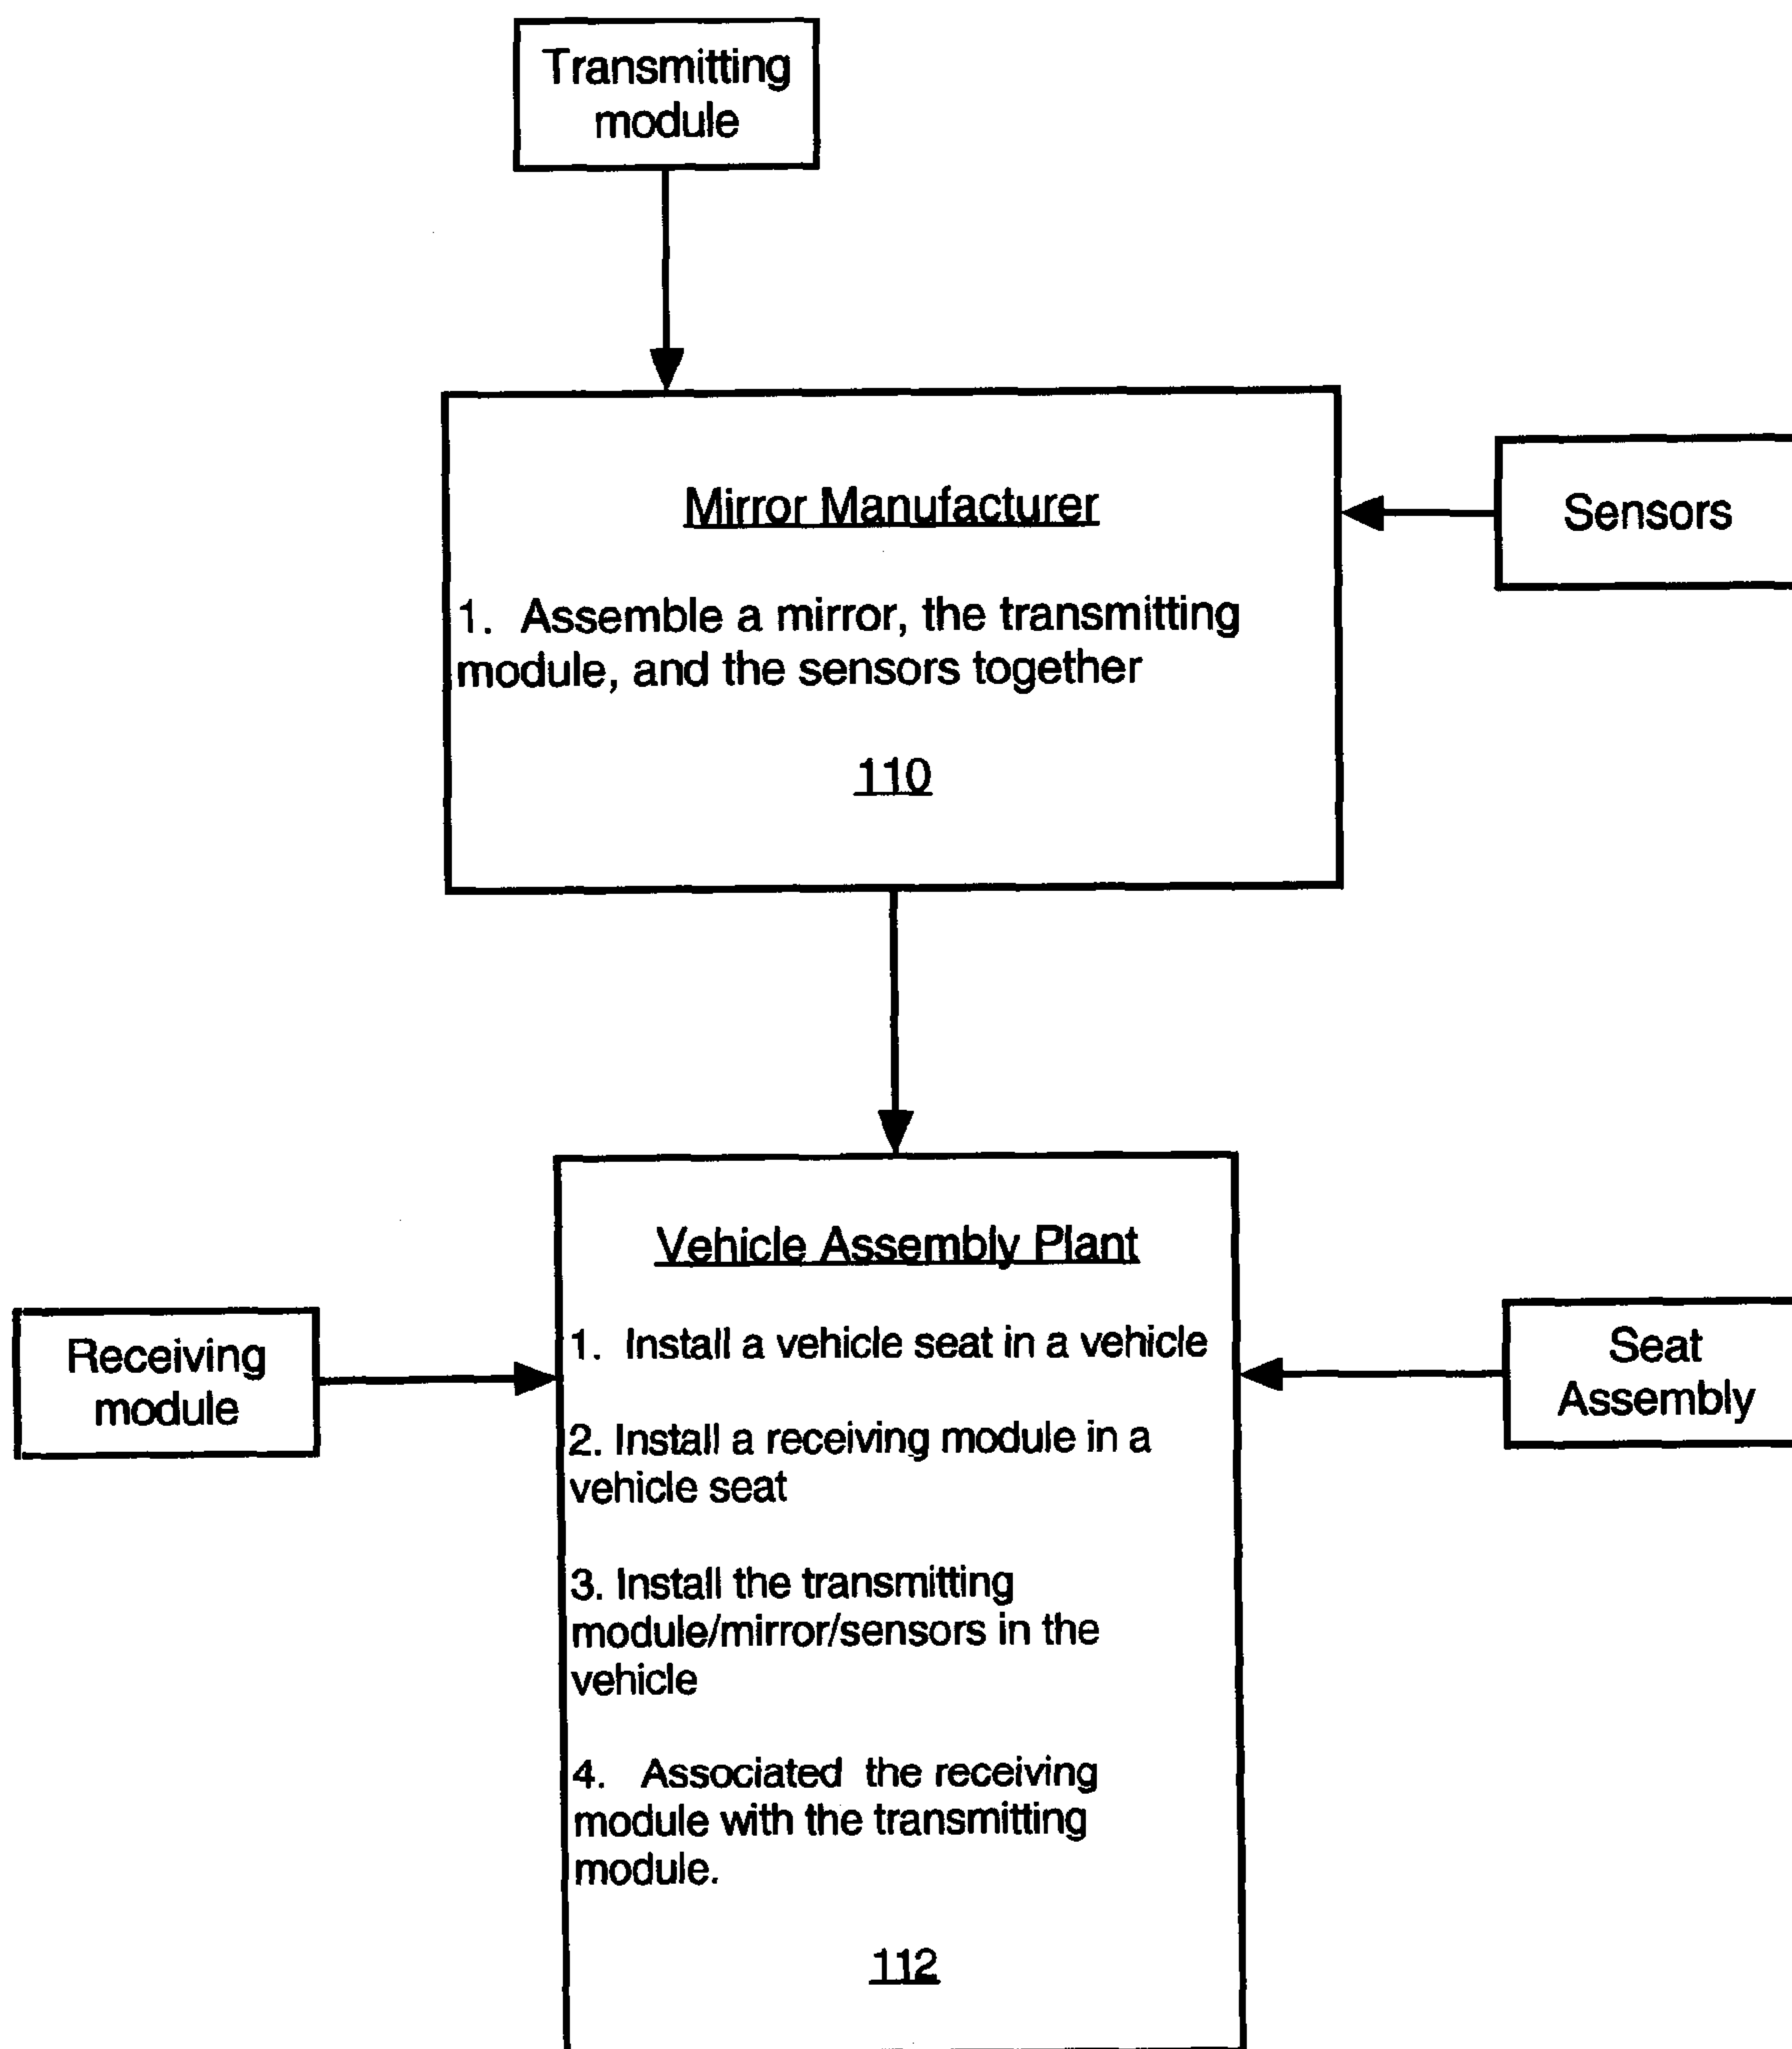 Transmitting
module
Mirror Manufacturer
Sensors
1. Assemble a mirror, the transmitting
module, and the sensors together
110
Vehicle Assembly Plant
Receiving
module
1. Install a vehicle seat in a vehicle
Seat
Assembly
2. Install a receiving module in a
vehicle seat
3. Install the transmitting
module/mirror/sensors in the
vehicle
4. Associated the receiving
module with the transmitting
module.
112